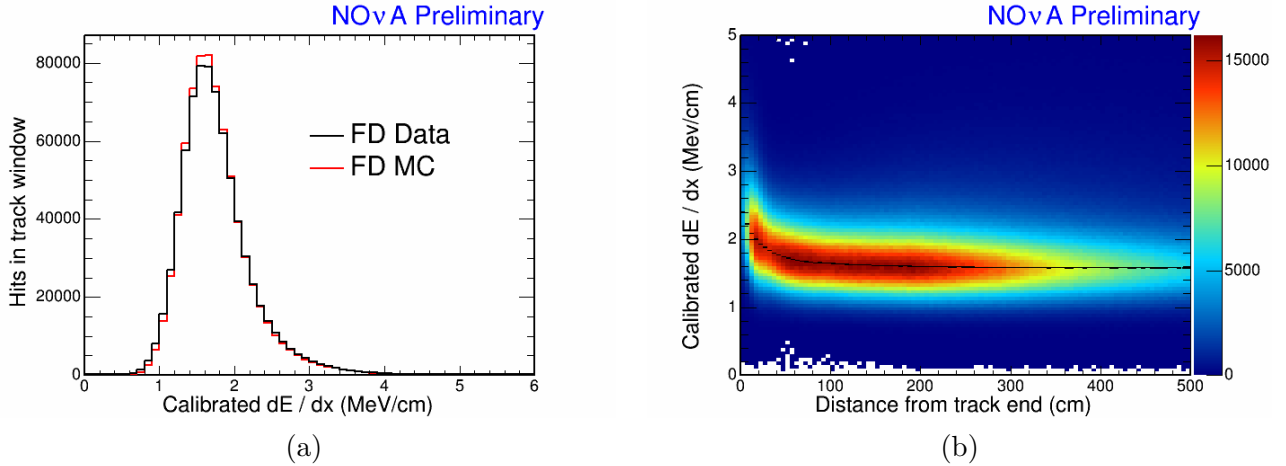 NOνA Preliminary
80000
60000
40000
20000
0
Hits in track window
FD Data
FD MC
0 1 2 3 4 5 6
Calibrated dE / dx (MeV/cm)
(a)
NOνA Preliminary
5
4
3
2
1
0
Calibrated dE / dx (Mev/cm)
0 100 200 300 400 500
Distance from track end (cm)
15000
10000
5000
0
(b)